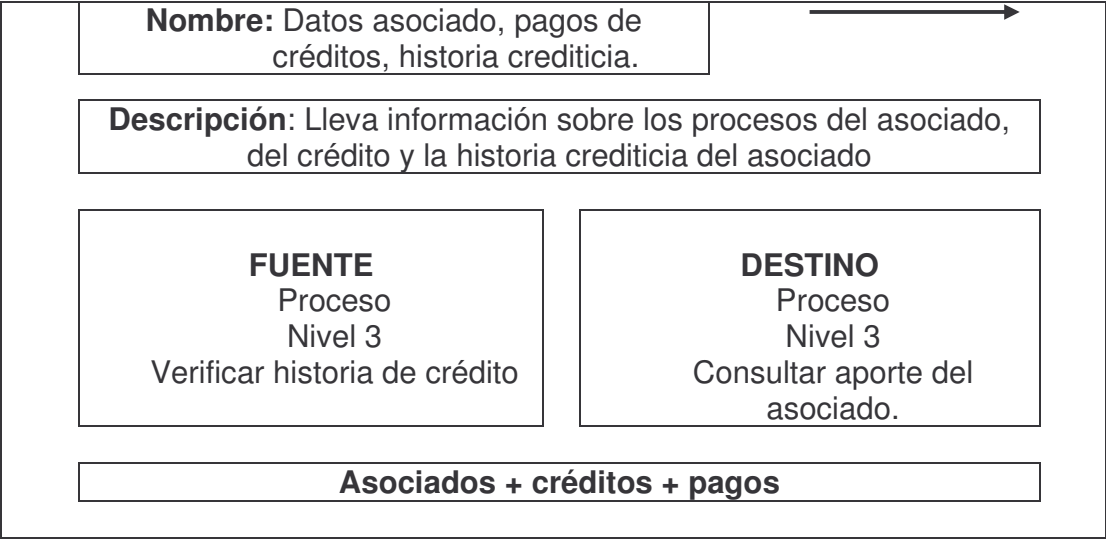 Nombre: Datos asociado, pagos de
créditos, historia crediticia.
Descripción: Lleva información sobre los procesos del asociado,
del crédito y la historia crediticia del asociado
FUENTE
Proceso
Nivel 3
Verificar historia de crédito
DESTINO
Proceso
Nivel 3
Consultar aporte del
asociado.
Asociados + créditos + pagos